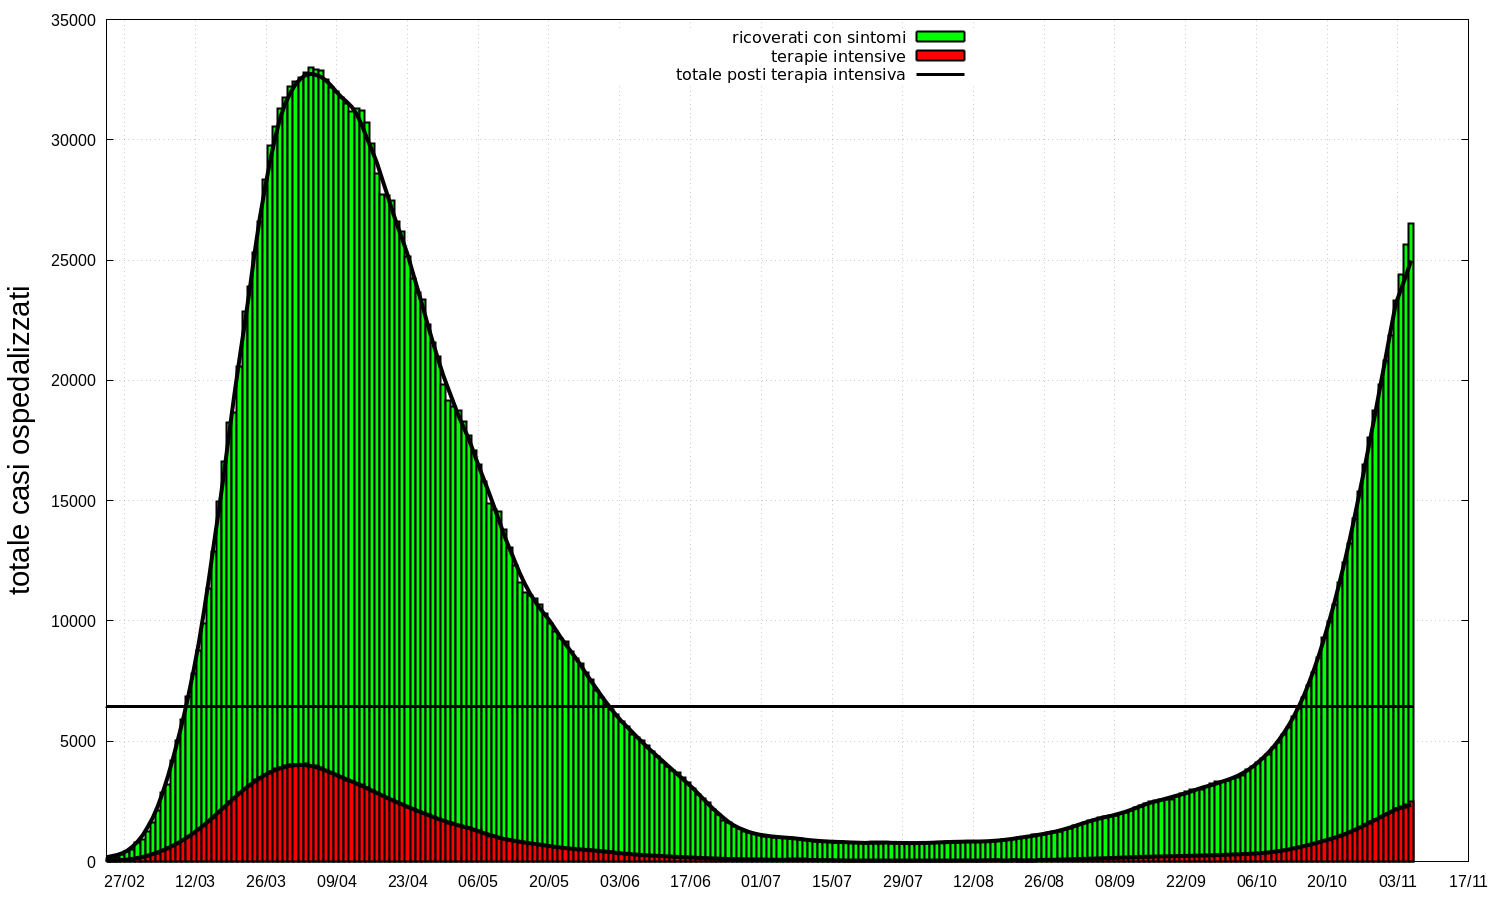 ricoverati con sintomi
terapie intensive
totale posti terapia intensiva
totale casi ospedalizzati
35000
30000
25000
20000
15000
10000
5000
0
27/02 12/03 26/03 09/04 23/04 06/05 20/05 03/06 17/06 01/07 15/07 29/07 12/08 26/08 08/09 22/09 06/10 20/10 03/11 17/11